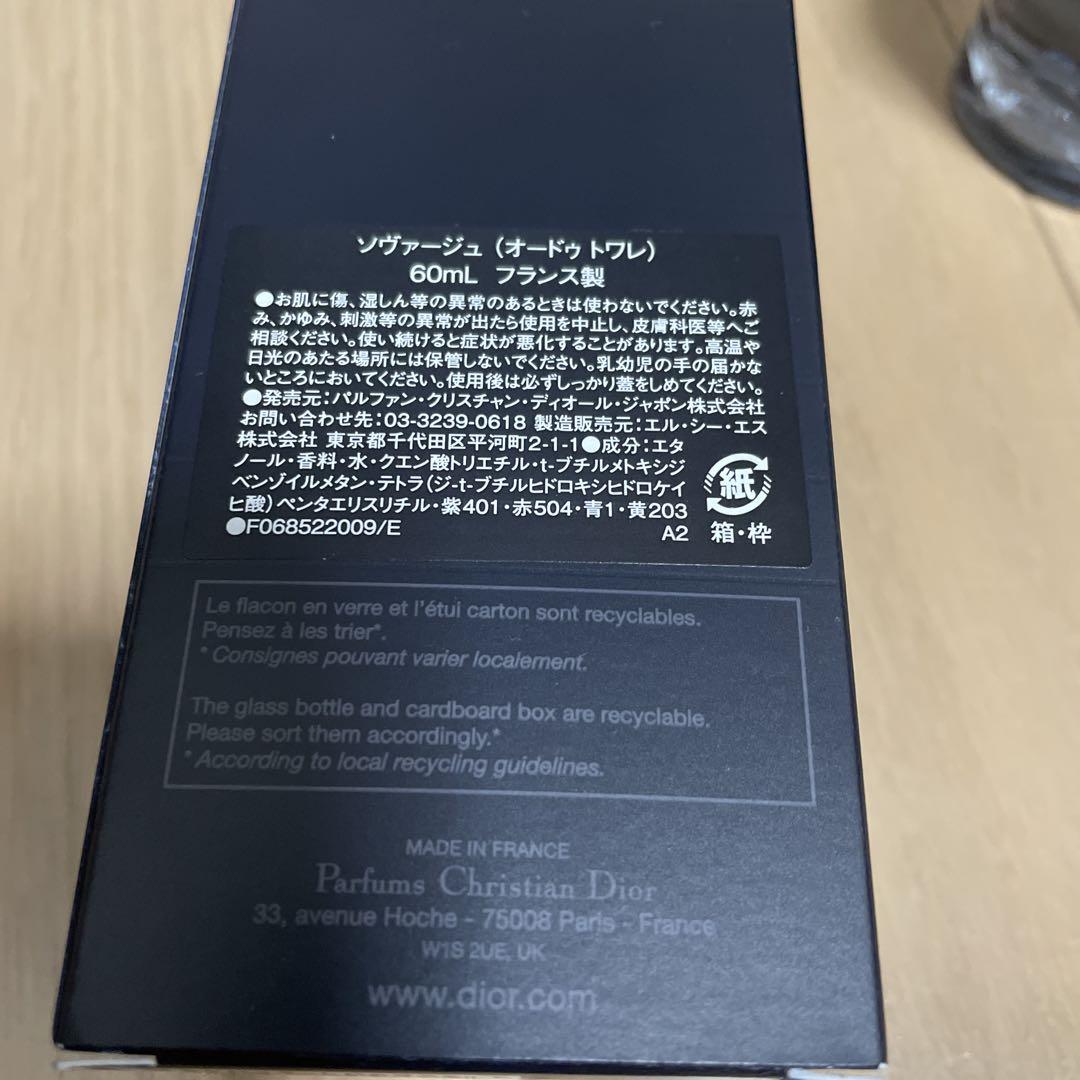 ソヴァージュ（オードゥ トワレ）
60mL フランス製
●お肌に傷、湿しん等の異常のあるときは使わないでください。赤
み、かゆみ、刺激等の異常が出たら使用を中止し、皮膚科医等へご
相談ください。使い続けると症状が悪化することがあります。高温や
日光のあたる場所には保管しないでください。乳幼児の手の届かな
いところにおいてください。使用後は必ずしっかり蓋をしめてください。
●発売元：パルファン・クリスチャン・ディオール・ジャポン株式会社
お問い合わせ先：03-3239-0618 製造販売元：エル・シー・エス
株式会社 東京都千代田区平河町2-1-1●成分：エタ
ノール・香料・水・クエン酸トリエチル・t-ブチルメトキシジ
ベンゾイルメタン・テトラ（ジ-t-ブチルヒドロキシヒドロケイ
ヒ酸）ペンタエリスリチル・紫401・赤504・青1・黄203
●F068522009/E A2
紙
箱・枠
Le flacon en verre et l'étui carton sont recyclables.
Pensez à les trier*.
* Consignes pouvant varier localement.
The glass bottle and cardboard box are recyclable.
Please sort them accordingly.*
* According to local recycling guidelines.
MADE IN FRANCE
Parfums Christian Dior
33, avenue Hoche - 75008 Paris - France
W1S 2UE, UK
www.dior.com